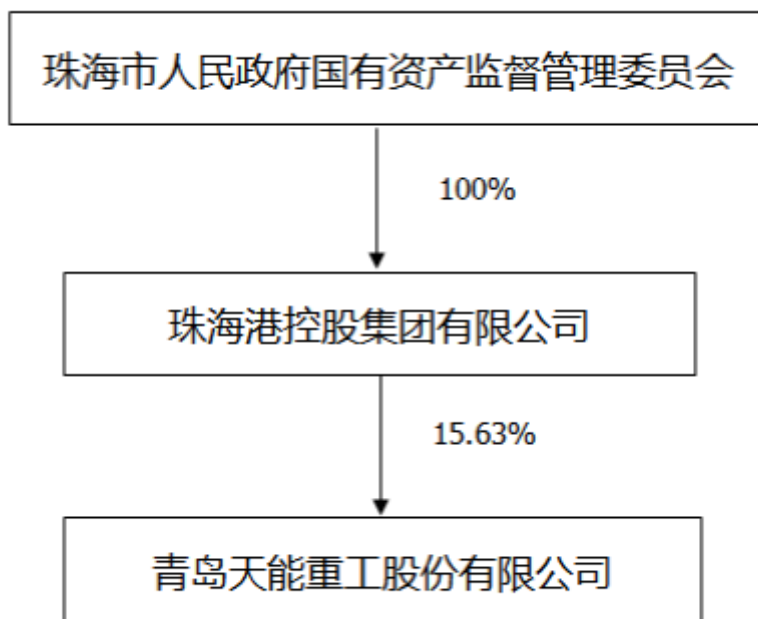 珠海市人民政府国有资产监督管理委员会
100%
珠海港控股集团有限公司
15.63%
青岛天能重工股份有限公司